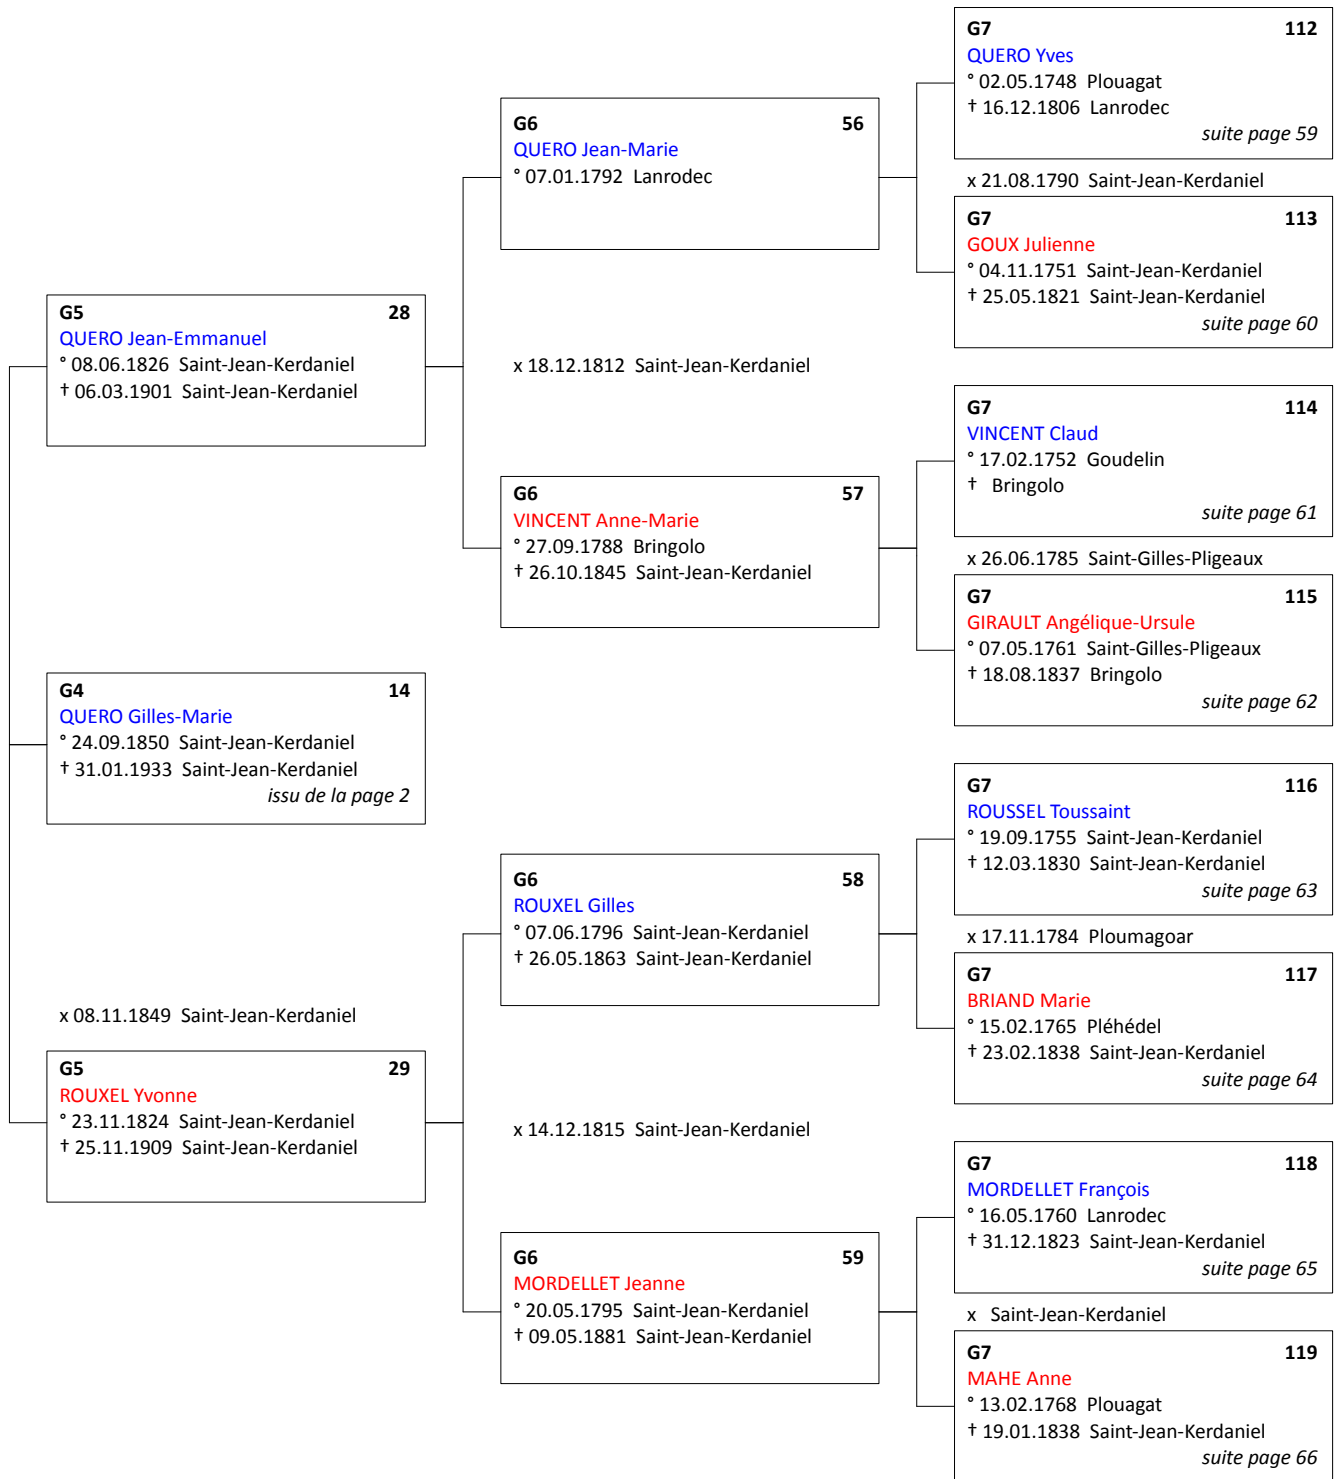 G7 112
QUERO Yves
° 02.05.1748 Plouagat
† 16.12.1806 Lanrodec
suite page 59
x 21.08.1790 Saint-Jean-Kerdaniel
G7 113
GOUX Julienne
° 04.11.1751 Saint-Jean-Kerdaniel
† 25.05.1821 Saint-Jean-Kerdaniel
suite page 60
G6 56
QUERO Jean-Marie
° 07.01.1792 Lanrodec
x 18.12.1812 Saint-Jean-Kerdaniel
G6 57
VINCENT Anne-Marie
° 27.09.1788 Bringolo
† 26.10.1845 Saint-Jean-Kerdaniel
G7 114
VINCENT Claud
° 17.02.1752 Goudelin
† Bringolo
suite page 61
x 26.06.1785 Saint-Gilles-Pligeaux
G7 115
GIRAULT Angélique-Ursule
° 07.05.1761 Saint-Gilles-Pligeaux
† 18.08.1837 Bringolo
suite page 62
G5 28
QUERO Jean-Emmanuel
° 08.06.1826 Saint-Jean-Kerdaniel
† 06.03.1901 Saint-Jean-Kerdaniel
G4 14
QUERO Gilles-Marie
° 24.09.1850 Saint-Jean-Kerdaniel
† 31.01.1933 Saint-Jean-Kerdaniel
issu de la page 2
x 08.11.1849 Saint-Jean-Kerdaniel
G5 29
ROUXEL Yvonne
° 23.11.1824 Saint-Jean-Kerdaniel
† 25.11.1909 Saint-Jean-Kerdaniel
G6 58
ROUXEL Gilles
° 07.06.1796 Saint-Jean-Kerdaniel
† 26.05.1863 Saint-Jean-Kerdaniel
x 14.12.1815 Saint-Jean-Kerdaniel
G6 59
MORDELLET Jeanne
° 20.05.1795 Saint-Jean-Kerdaniel
† 09.05.1881 Saint-Jean-Kerdaniel
G7 116
ROUSSEL Toussaint
° 19.09.1755 Saint-Jean-Kerdaniel
† 12.03.1830 Saint-Jean-Kerdaniel
suite page 63
x 17.11.1784 Ploumagoar
G7 117
BRIAND Marie
° 15.02.1765 Pléhédel
† 23.02.1838 Saint-Jean-Kerdaniel
suite page 64
G7 118
MORDELLET François
° 16.05.1760 Lanrodec
† 31.12.1823 Saint-Jean-Kerdaniel
suite page 65
x Saint-Jean-Kerdaniel
G7 119
MAHE Anne
° 13.02.1768 Plouagat
† 19.01.1838 Saint-Jean-Kerdaniel
suite page 66